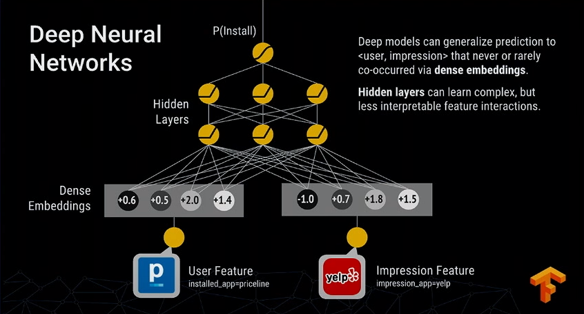 Deep Neural
Networks
P(Install)
Deep models can generalize prediction to
<user, impression> that never or rarely
co-occurred via dense embeddings.
Hidden layers can learn complex, but
less interpretable feature interactions.
Hidden
Layers
Dense
Embeddings
+0.6 +0.5 +2.0 +1.4
-1.0 +0.7 +1.8 +1.5
p
User Feature
installed_app=priceline
yelp
Impression Feature
impression_app=yelp